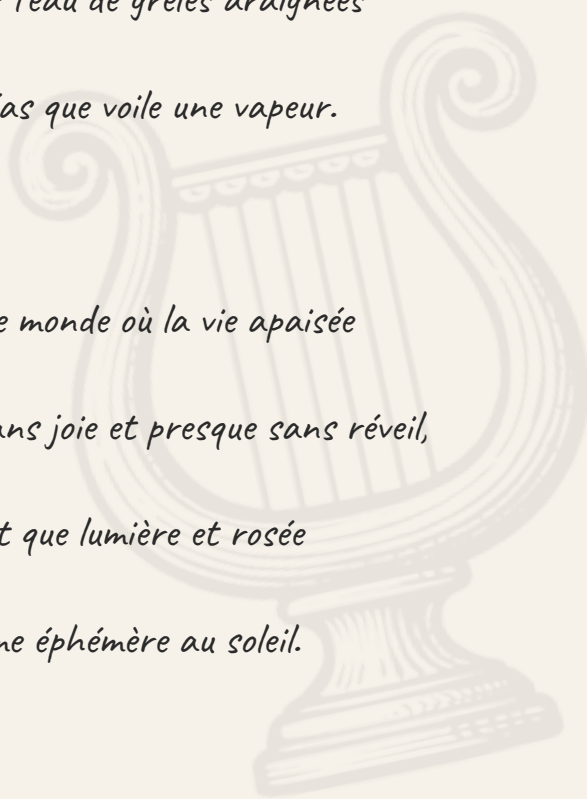 l'eau de grêles araignées
as que voile une vapeur.
e monde où la vie apaisée
ans joie et presque sans réveil,
t que lumière et rosée
ne éphémère au soleil.